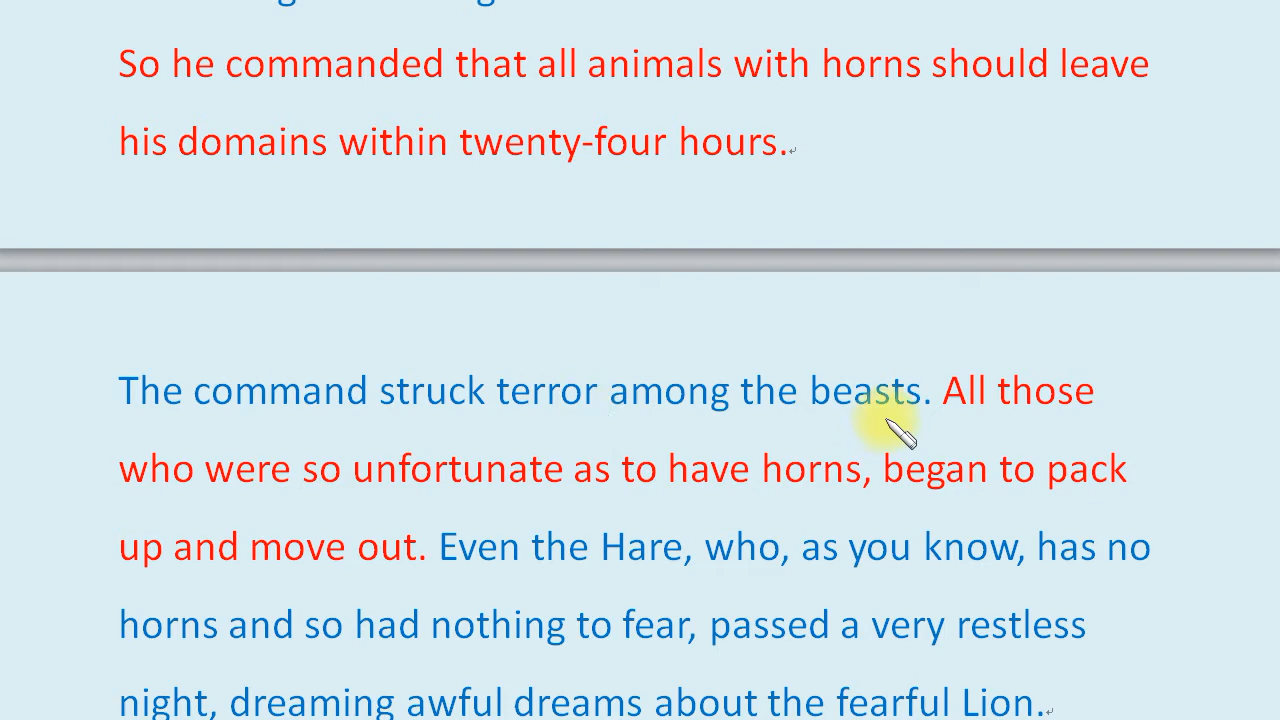 So he commanded that all animals with horns should leave
his domains within twenty-four hours.
The command struck terror among the beasts. All those
who were so unfortunate as to have horns, began to pack
up and move out. Even the Hare, who, as you know, has no
horns and so had nothing to fear, passed a very restless
night, dreaming awful dreams about the fearful Lion.